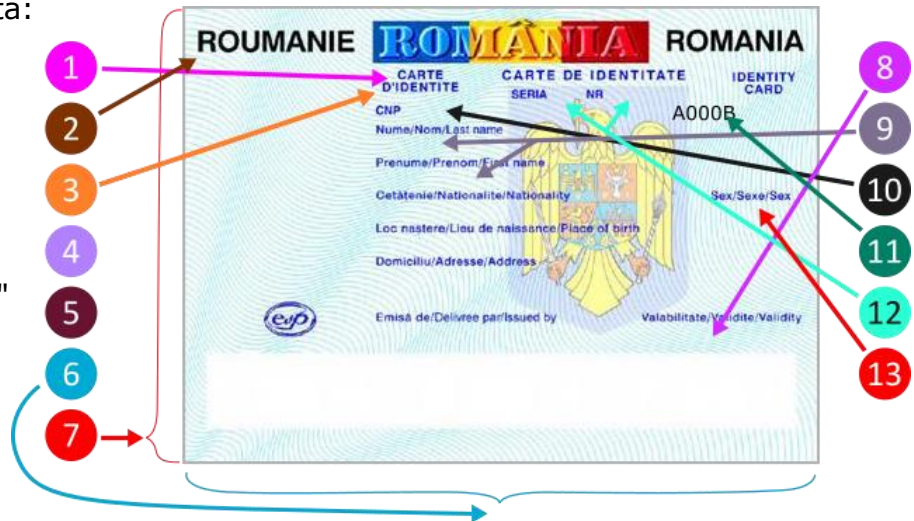 ta:
ROUMANIE ROMÂNIA ROMANIA
CARTE D'IDENTITE
CARTE DE IDENTITATE
IDENTITY CARD
SERIA NR
CNP
A000B
Nume/Nom/Last name
Prenume/Prenom/First name
Cetăţenie/Nationalite/Nationality
Sex/Sexe/Sex
Loc nastere/Lieu de naissance/Place of birth
Domiciliu/Adresse/Address
Emisă de/Delivree par/Issued by
Valabilitate/Validite/Validity
edp
"
1
2
3
4
5
6
7
8
9
10
11
12
13